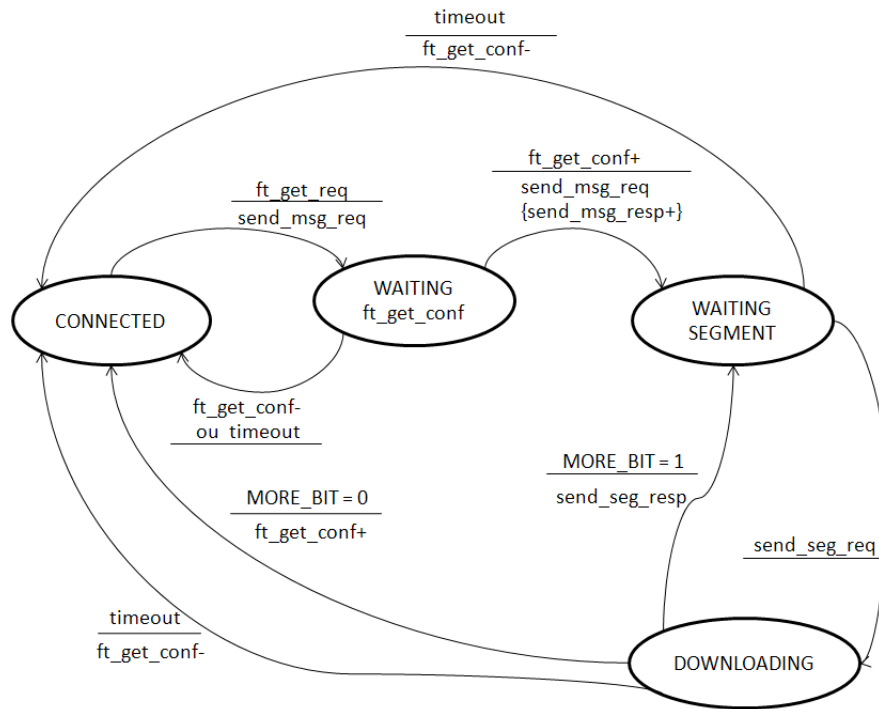 timeout
ft_get_conf-
ft_get_conf+
send_msg_req
{send_msg_resp+}
ft_get_req
send_msg_req
CONNECTED
WAITING
ft_get_conf
WAITING
SEGMENT
ft_get_conf-
ou timeout
MORE_BIT = 1
send_seg_resp
MORE_BIT = 0
ft_get_conf+
send_seg_req
timeout
ft_get_conf-
DOWNLOADING